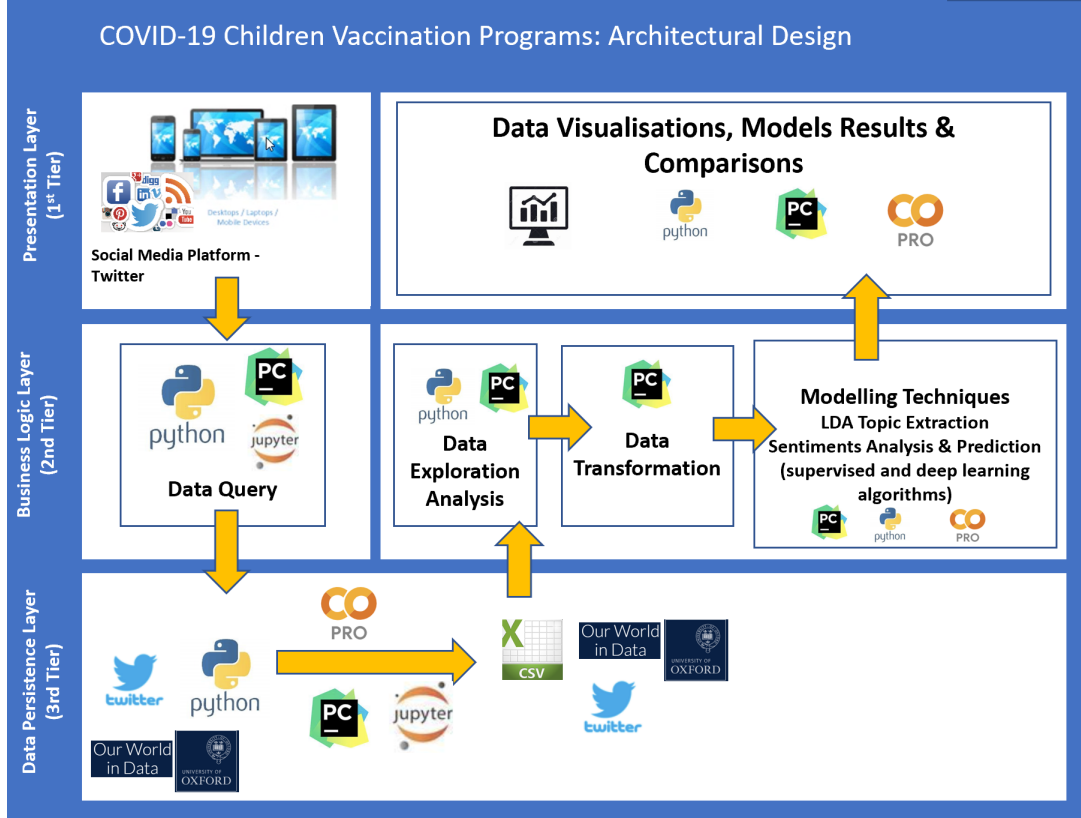 COVID-19 Children Vaccination Programs: Architectural Design
Presentation Layer
(1st Tier)
digg
in
You
Tube
Desktops / Laptops /
Mobile Devices
Social Media Platform -
Twitter
Data Visualisations, Models Results &
Comparisons
python
PC
PRO
Business Logic Layer
(2nd Tier)
python
PC
jupyter
Data Query
python
PC
Data
Exploration
Analysis
PC
Data
Transformation
Modelling Techniques
LDA Topic Extraction
Sentiments Analysis & Prediction
(supervised and deep learning
algorithms)
PC
python
PRO
Data Persistence Layer
(3rd Tier)
twitter
python
Our World
in Data
UNIVERSITY OF
OXFORD
PRO
PC
jupyter
X
CSV
Our World
in Data
UNIVERSITY OF
OXFORD
twitter